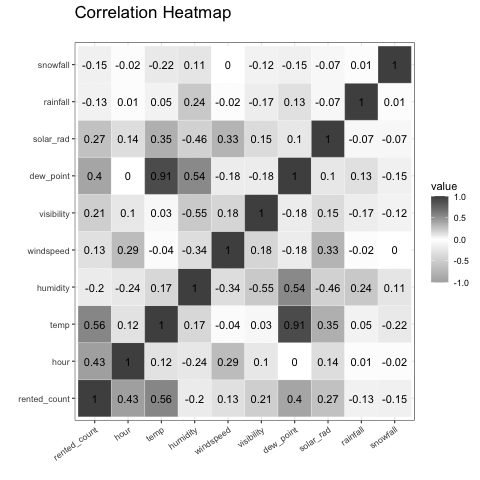 Correlation Heatmap
snowfall -0.15 -0.02 -0.22 0.11 0 -0.12 -0.15 -0.07 0.01 1
rainfall -0.13 0.01 0.05 0.24 -0.02 -0.17 0.13 -0.07 1 0.01
solar_rad 0.27 0.14 0.35 -0.46 0.33 0.15 0.1 1 -0.07 -0.07
dew_point 0.4 0 0.91 0.54 -0.18 -0.18 1 0.1 0.13 -0.15
visibility 0.21 0.1 0.03 -0.55 0.18 1 -0.18 0.15 -0.17 -0.12
windspeed 0.13 0.29 -0.04 -0.34 1 0.18 -0.18 0.33 -0.02 0
humidity -0.2 -0.24 0.17 1 -0.34 -0.55 0.54 -0.46 0.24 0.11
temp 0.56 0.12 1 0.17 -0.04 0.03 0.91 0.35 0.05 -0.22
hour 0.43 1 0.12 -0.24 0.29 0.1 0 0.14 0.01 -0.02
rented_count 1 0.43 0.56 -0.2 0.13 0.21 0.4 0.27 -0.13 -0.15
rented_count hour temp humidity windspeed visibility dew_point solar_rad rainfall snowfall
value
1.0
0.5
0.0
-0.5
-1.0